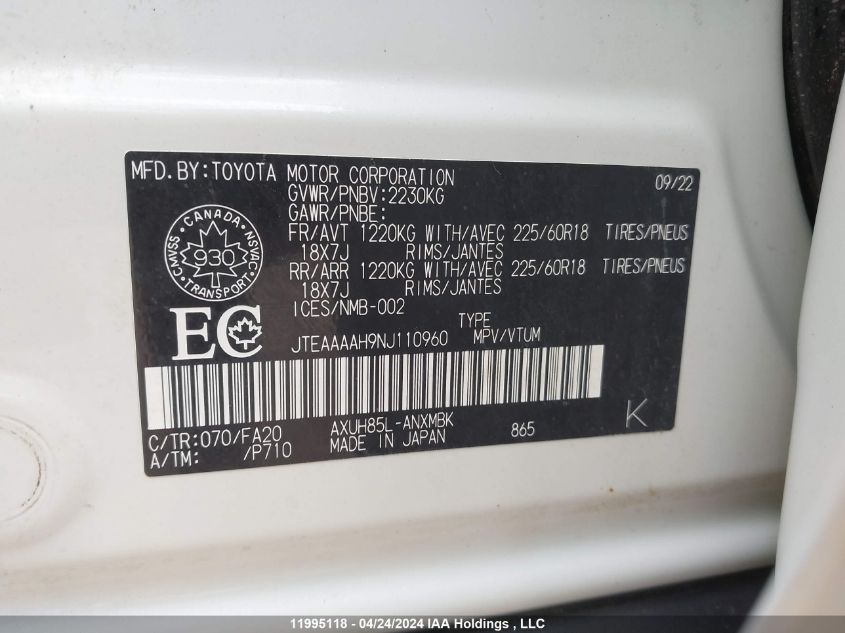 MFD.BY:TOYOTA MOTOR CORPORATION 09/22
GVWR/PNBV:2230KG
GAWR/PNBE:
FR/AVT 1220KG WITH/AVEC 225/60R18 TIRES/PNEUS
18X7J RIMS/JANTES
RR/ARR 1220KG WITH/AVEC 225/60R18 TIRES/PNEUS
18X7J RIMS/JANTES
ICES/NMB-002
CANADA
CMVSS 930 NSVAC
TRANSPORT
EC
TYPE
JTEAAAAH9NJ110960 MPV/VTUM
C/TR:070/FA20 AXUH85L-ANXMBK 865 K
A/TM: /P710 MADE IN JAPAN
11995118 - 04/24/2024 IAA Holdings , LLC